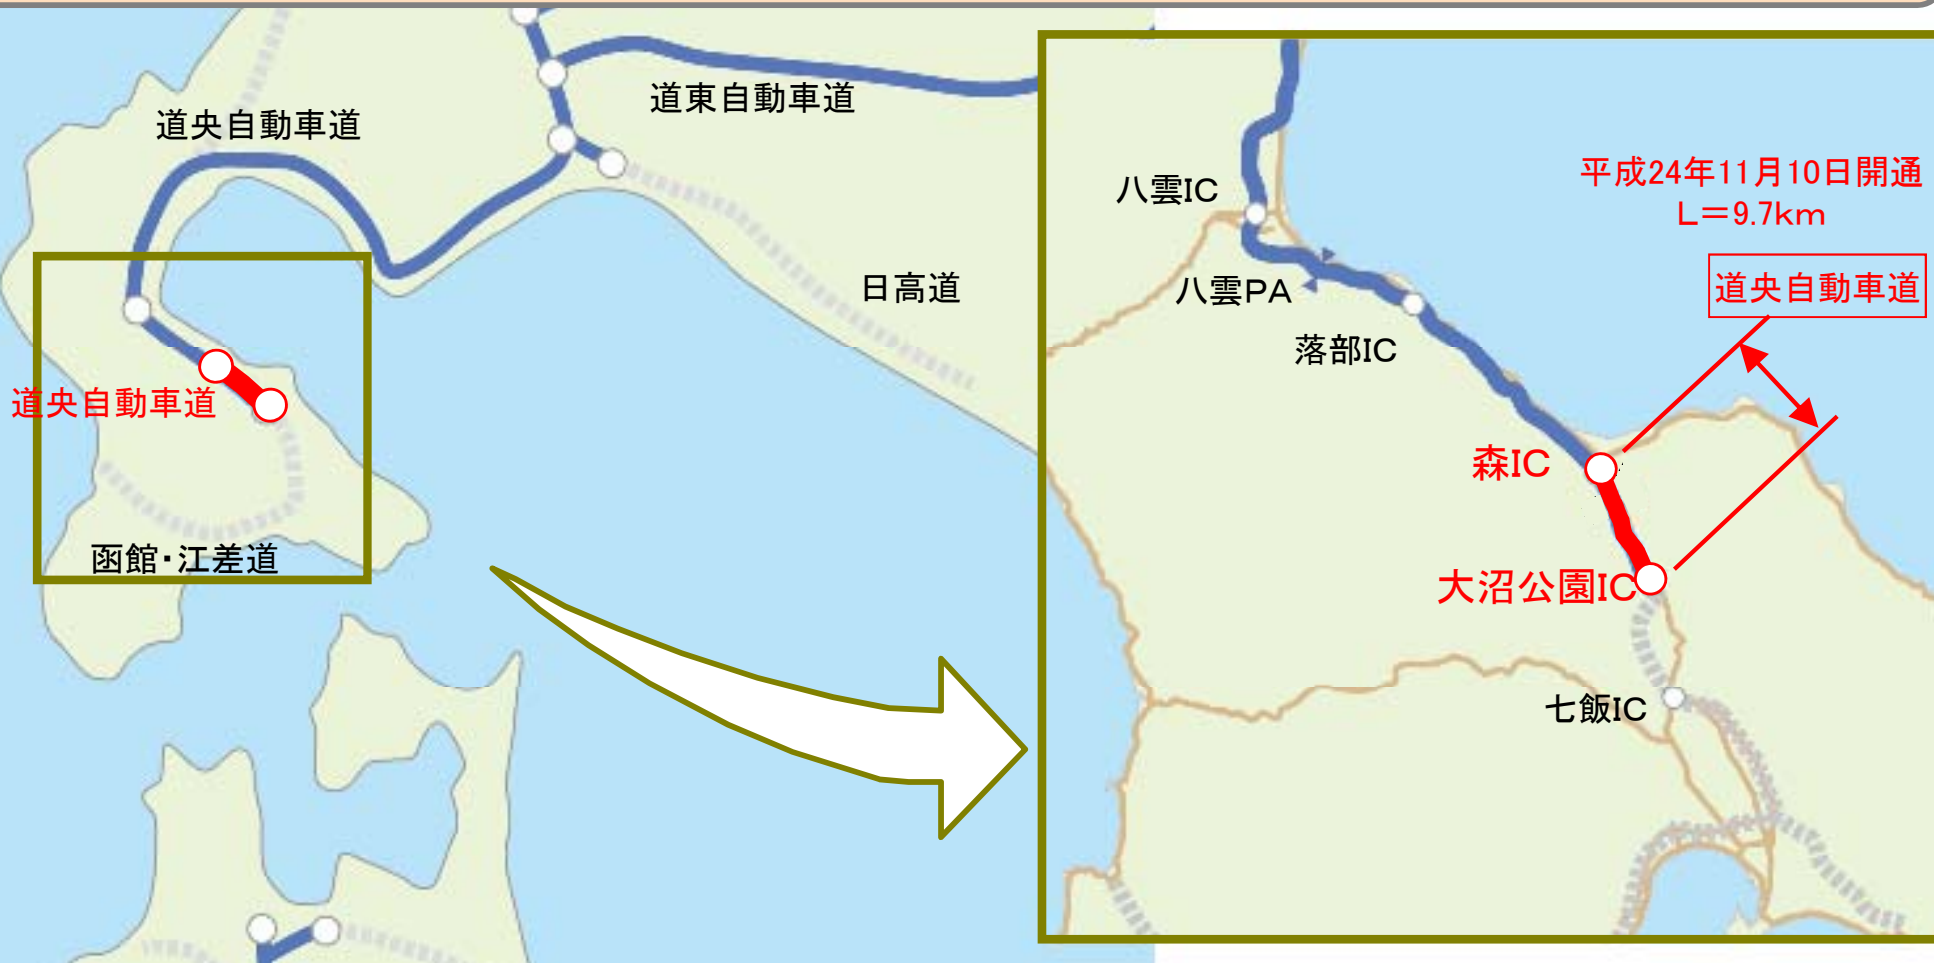 道央自動車道
道東自動車道
日高道
道央自動車道
函館・江差道
八雲IC
八雲PA
落部IC
平成24年11月10日開通
L=9.7km
道央自動車道
森IC
大沼公園IC
七飯IC